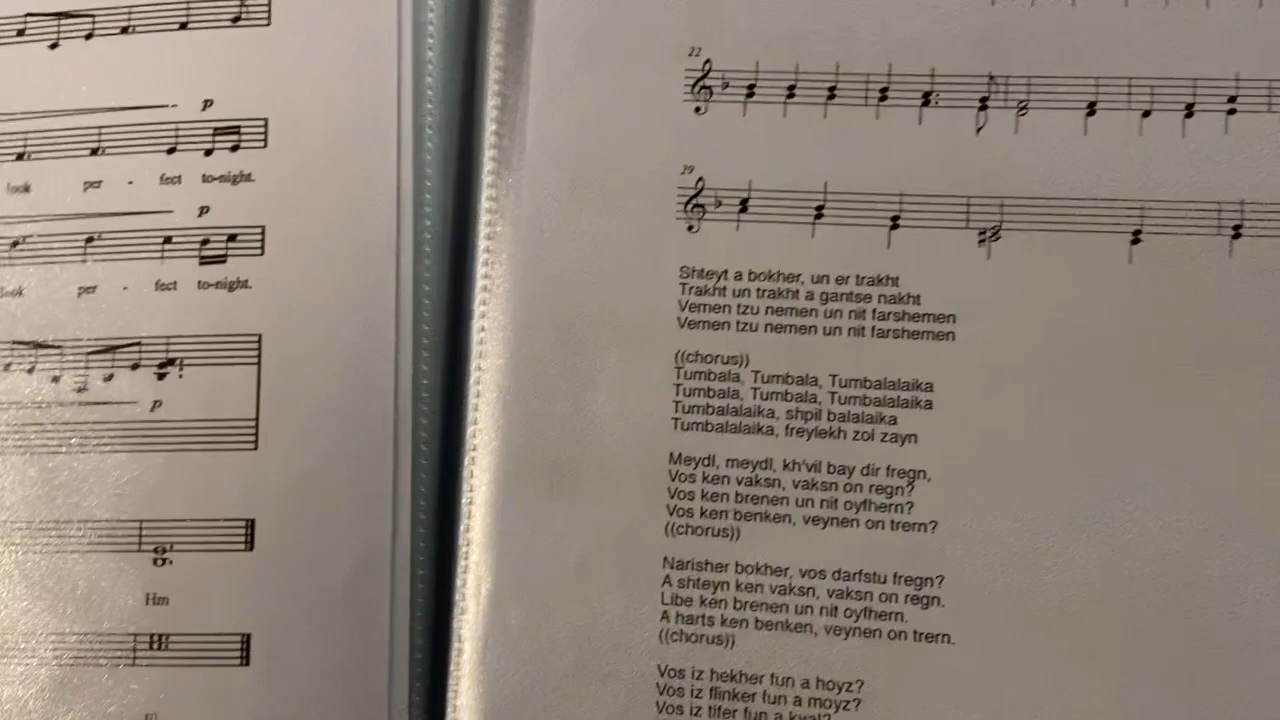 p
look per - fect to-night.
p
look per - fect to-night.
p
Hm
22
29
Shteyt a bokher, un er trakht
Trakht un trakht a gantse nakht
Vemen tzu nemen un nit farshemen
Vemen tzu nemen un nit farshemen
((chorus))
Tumbala, Tumbala, Tumbalalaika
Tumbala, Tumbala, Tumbalalaika
Tumbalalaika, shpil balalaika
Tumbalalaika, freylekh zol zayn
Meydl, meydl, kh'vil bay dir fregn,
Vos ken vaksn, vaksn on regn?
Vos ken brenen un nit oyfhern?
Vos ken benken, veynen on trern?
((chorus))
Narisher bokher, vos darfstu fregn?
A shteyn ken vaksn, vaksn on regn.
Libe ken brenen un nit oyfhern.
A harts ken benken, veynen on trern.
((chorus))
Vos iz hekher fun a hoyz?
Vos iz flinker fun a moyz?
Vos iz tifer fun a kval?